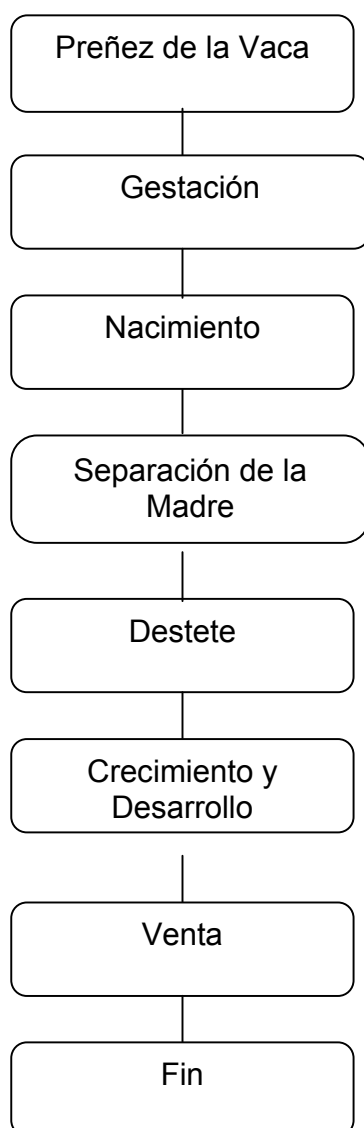 Preñez de la Vaca
Gestación
Nacimiento
Separación de la
Madre
Destete
Crecimiento y
Desarrollo
Venta
Fin